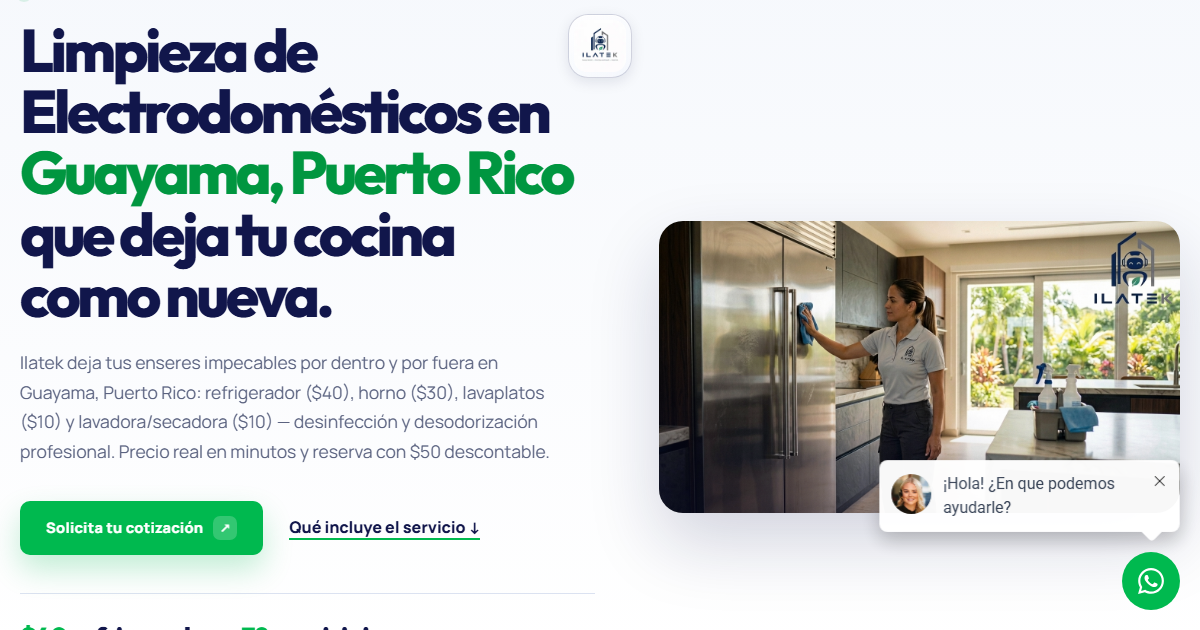 Limpieza de
Electrodomésticos en
Guayama, Puerto Rico
que deja tu cocina
como nueva.
Ilatek deja tus enseres impecables por dentro y por fuera en
Guayama, Puerto Rico: refrigerador ($40), horno ($30), lavaplatos
($10) y lavadora/secadora ($10) — desinfección y desodorización
profesional. Precio real en minutos y reserva con $50 descontable.
Solicita tu cotización ↗
Qué incluye el servicio ↓
ILATEK
ILATEK
¡Hola! ¿En que podemos
ayudarle?